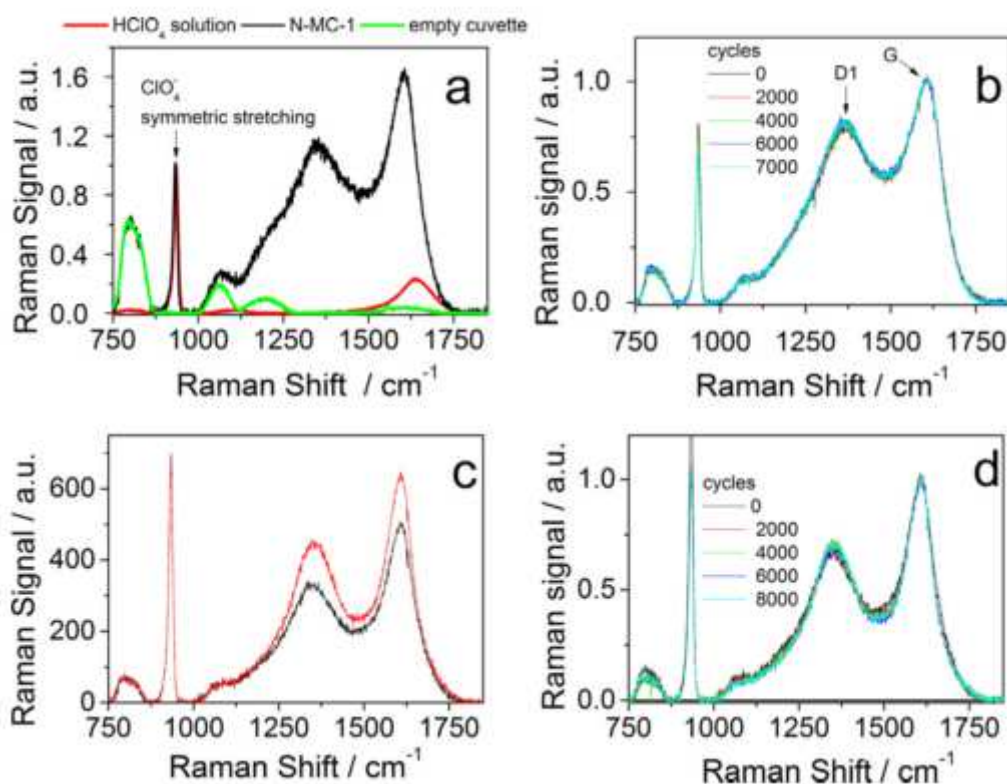 HClO₄ solution N-MC-1 empty cuvette
a
ClO₄⁻
symmetric stretching
Raman Signal / a.u.
1.6
1.2
0.8
0.4
0.0
750 1000 1250 1500 1750
Raman Shift / cm⁻¹
b
cycles
0
2000
4000
6000
7000
D1
G
Raman signal / a.u.
1.0
0.5
0.0
750 1000 1250 1500 1750
Raman Shift / cm⁻¹
c
Raman Signal / a.u.
600
400
200
0
750 1000 1250 1500 1750
Raman Shift / cm⁻¹
d
cycles
0
2000
4000
6000
8000
Raman signal / a.u.
1.0
0.5
0.0
750 1000 1250 1500 1750
Raman Shift / cm⁻¹